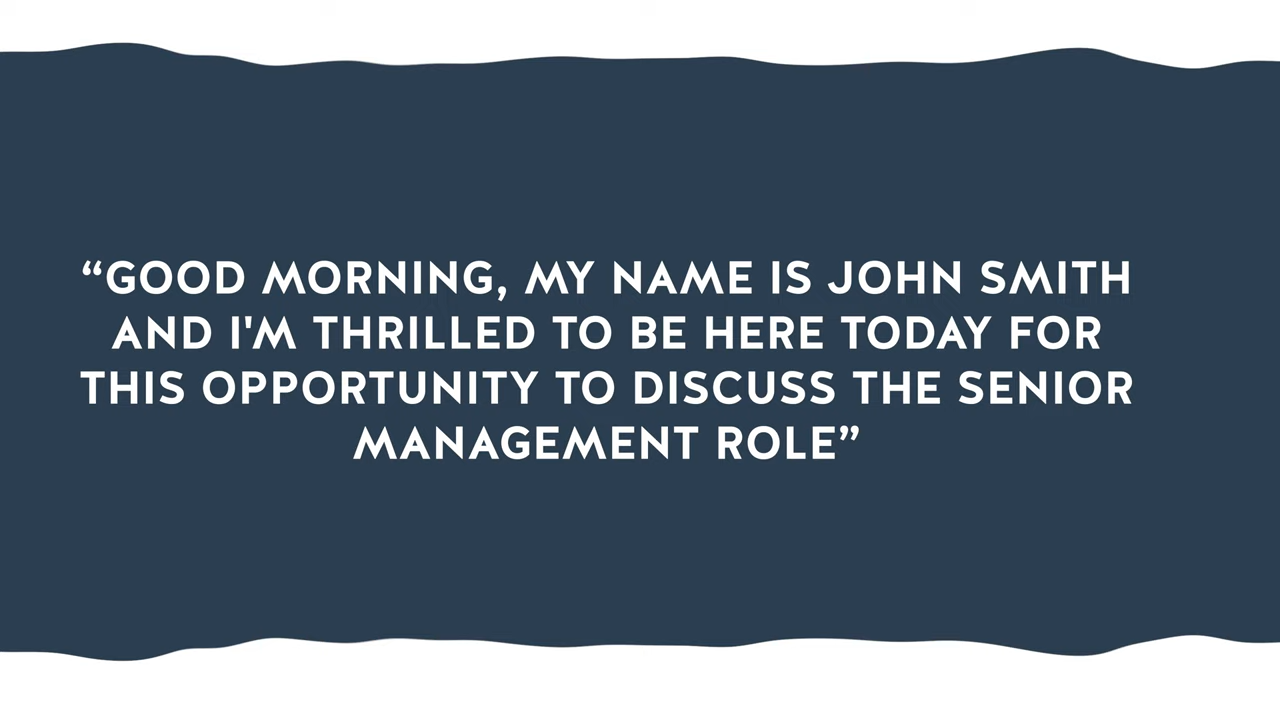 “GOOD MORNING, MY NAME IS JOHN SMITH
AND I'M THRILLED TO BE HERE TODAY FOR
THIS OPPORTUNITY TO DISCUSS THE SENIOR
MANAGEMENT ROLE”